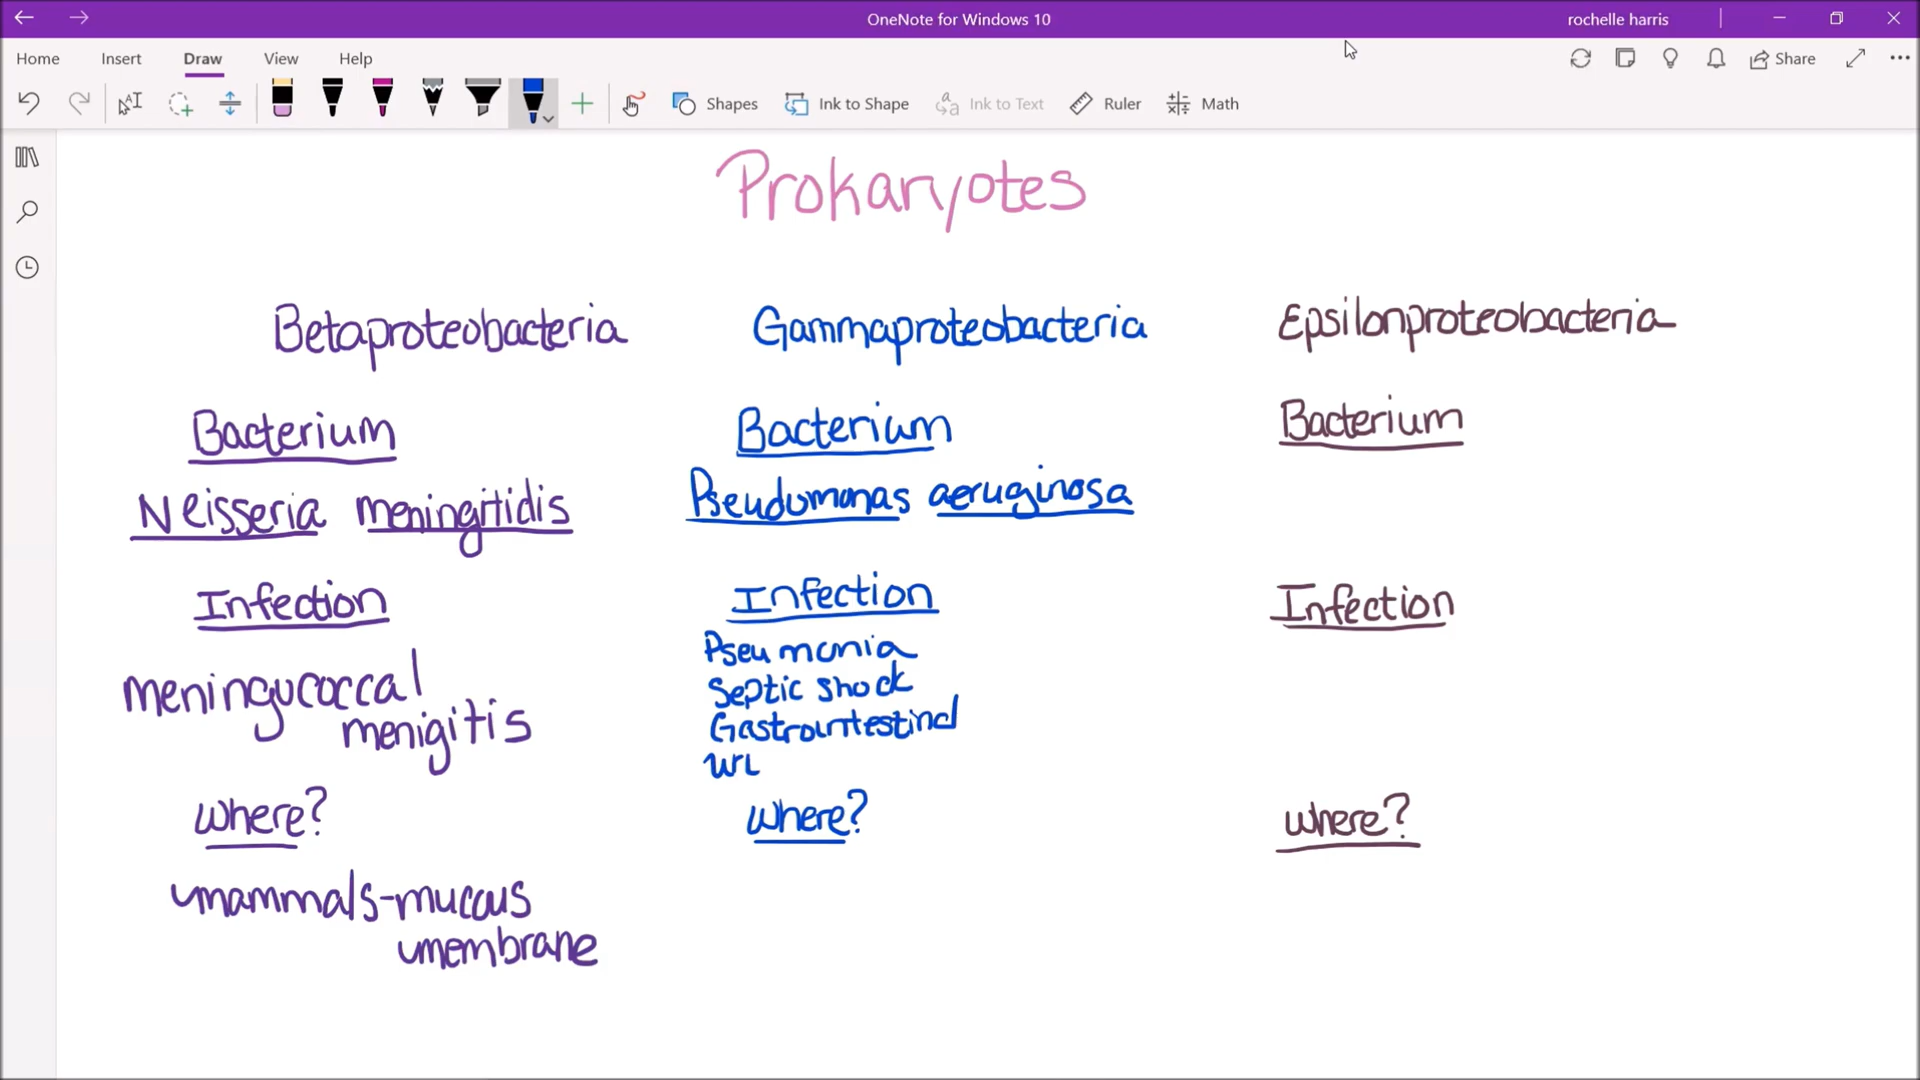 OneNote for Windows 10
rochelle harris
Home Insert Draw View Help
Share
Shapes Ink to Shape Ink to Text Ruler Math
Prokaryotes
Betaproteobacteria
Bacterium
Neisseria meningitidis
Infection
meningucoccal
menigitis
where?
mammals-mucous
membrane
Gammaproteobacteria
Bacterium
Pseudomonas aeruginosa
Infection
Pseumonia
Septic shock
Gastrointestinal
where?
Epsilonproteobacteria
Bacterium
Infection
where?